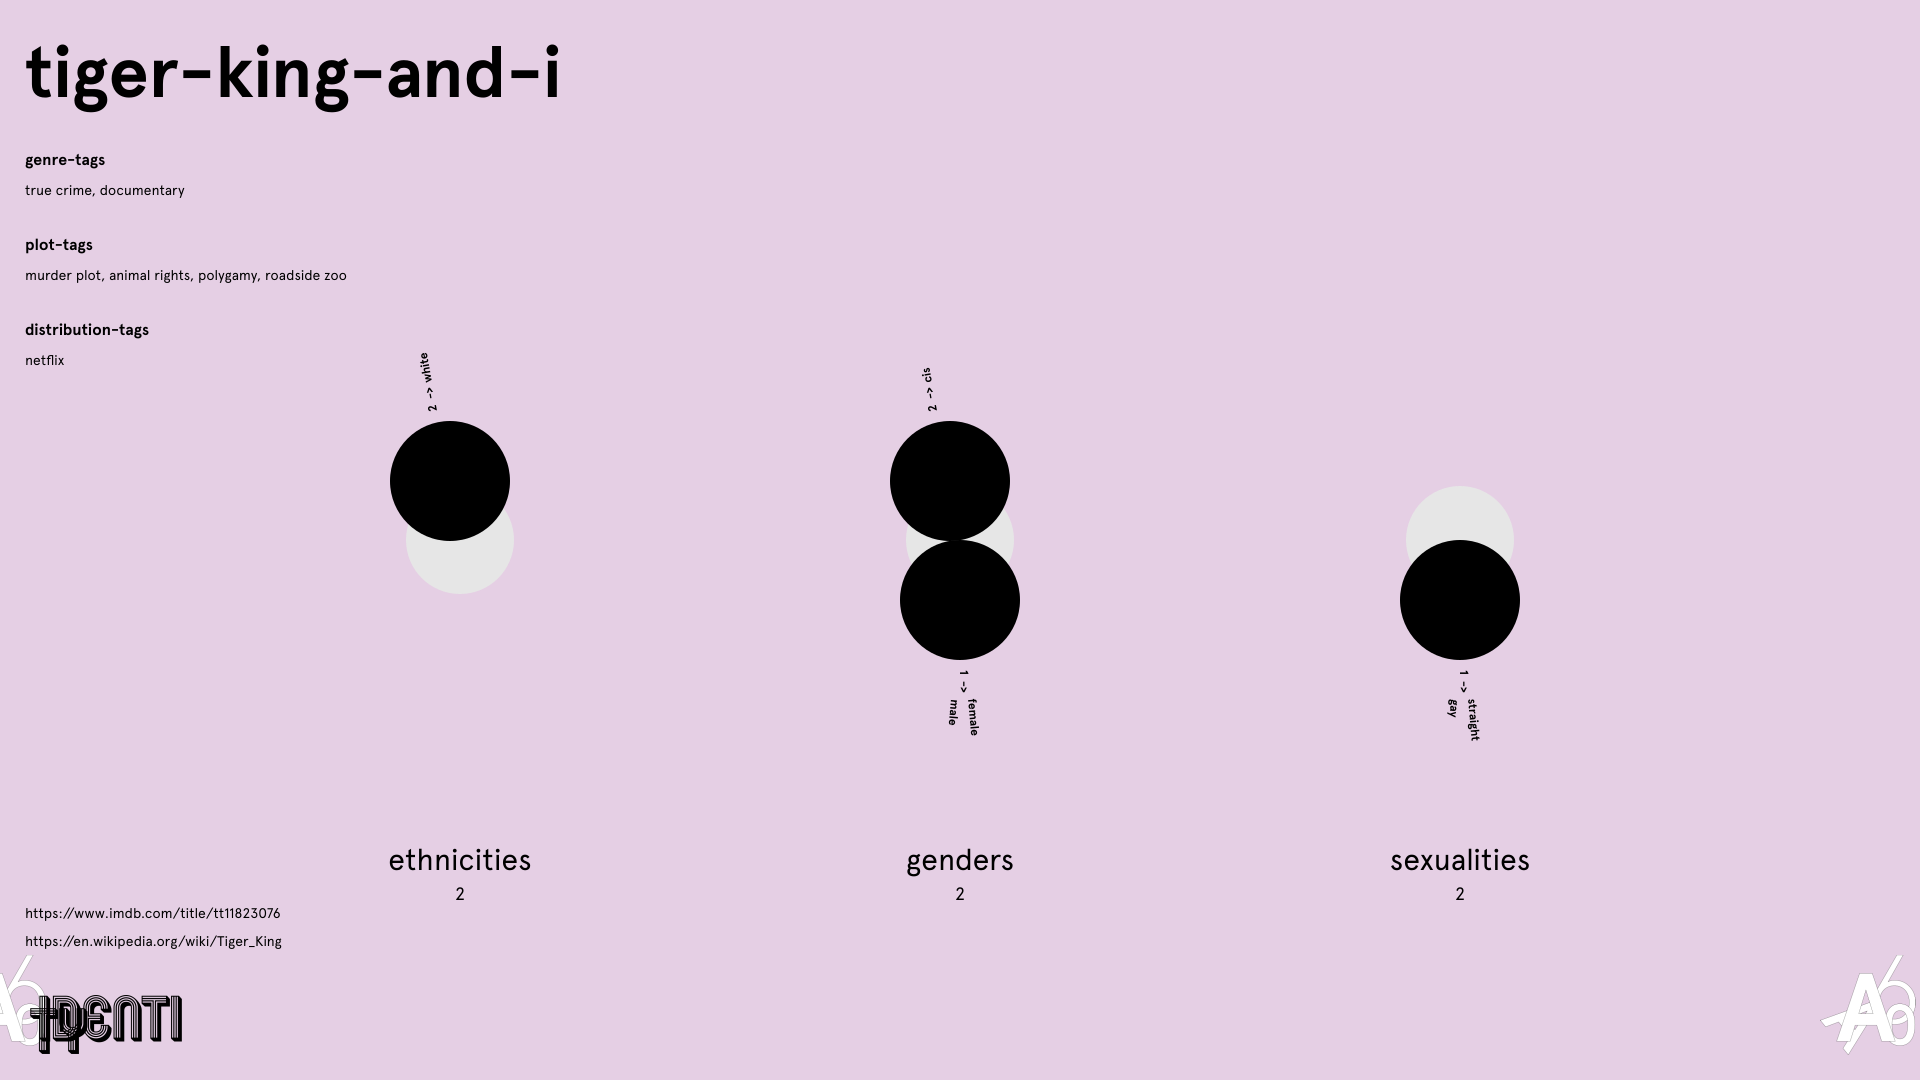 tiger-king-and-i
genre-tags
true crime, documentary
plot-tags
murder plot, animal rights, polygamy, roadside zoo
distribution-tags
netflix
2 -> white
2 -> cis
1 -> female
male
1 -> straight
gay
ethnicities
2
genders
2
sexualities
2
https://www.imdb.com/title/tt11823076
https://en.wikipedia.org/wiki/Tiger_King
IDENTI